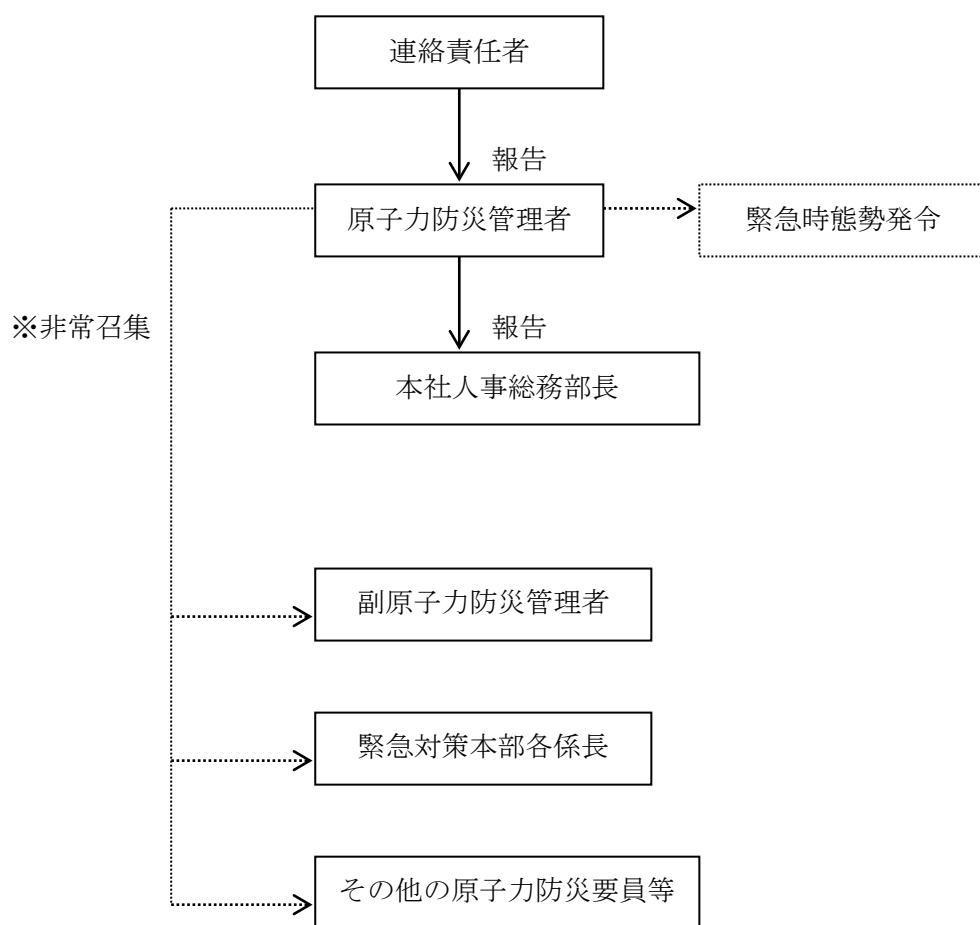 連絡責任者
報告
原子力防災管理者
緊急時態勢発令
※非常召集
報告
本社人事総務部長
副原子力防災管理者
緊急対策本部各係長
その他の原子力防災要員等